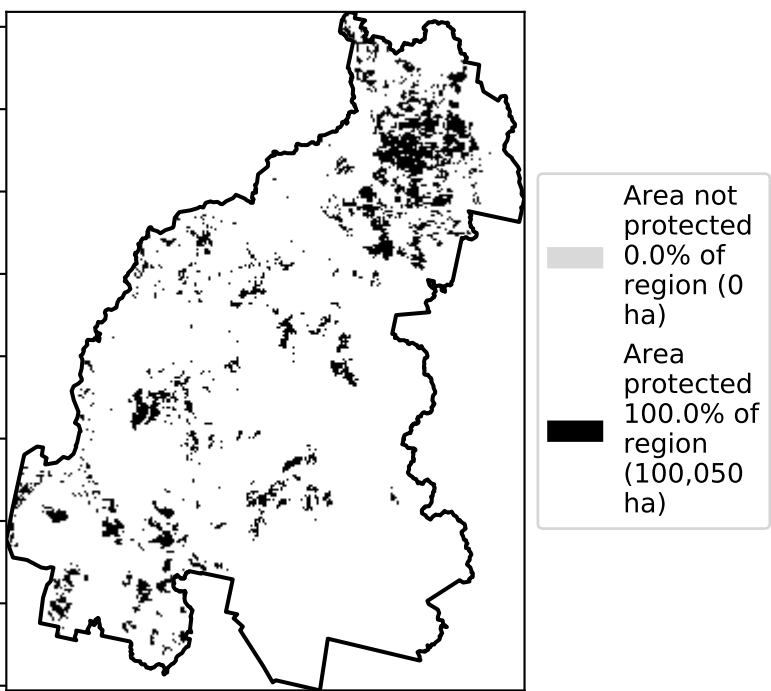 Area not
protected
0.0% of
region (0
ha)
Area
protected
100.0% of
region
(100,050
ha)